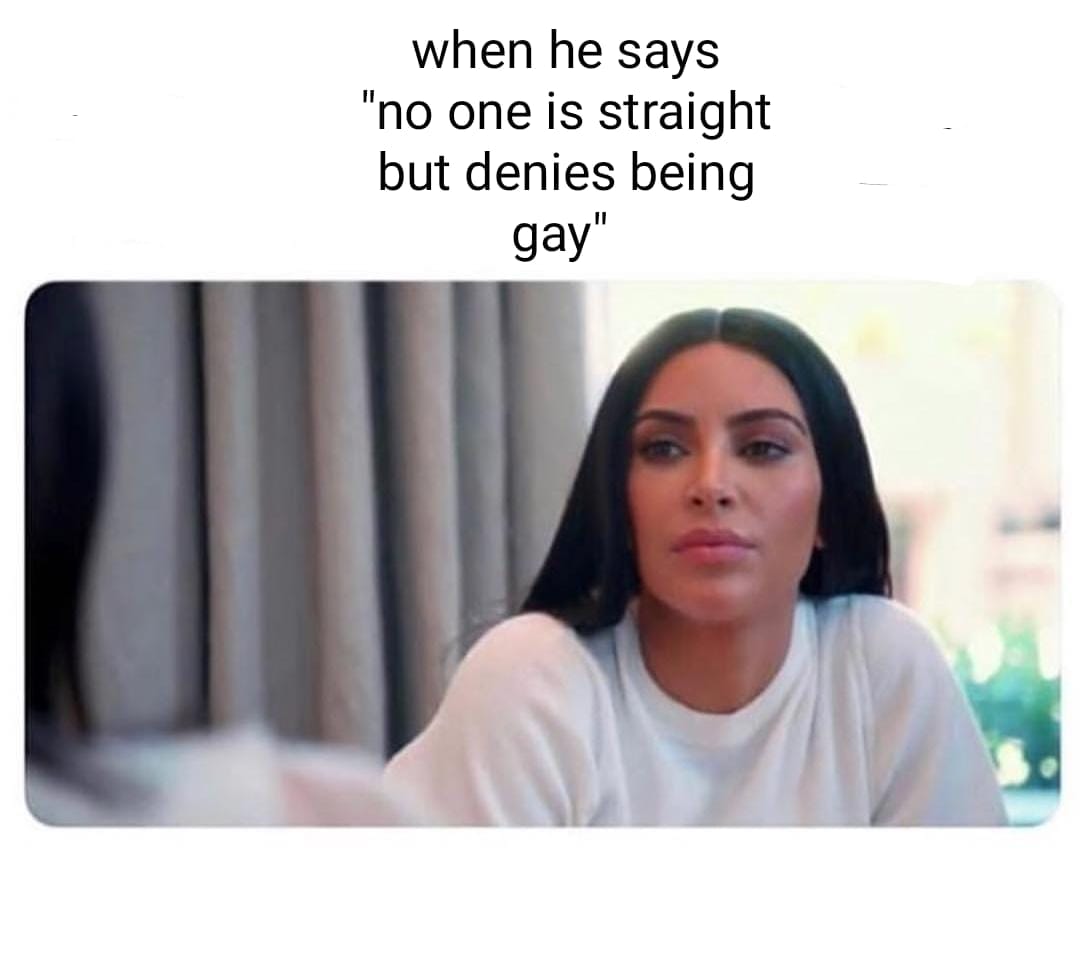 when he says
"no one is straight
but denies being
gay"